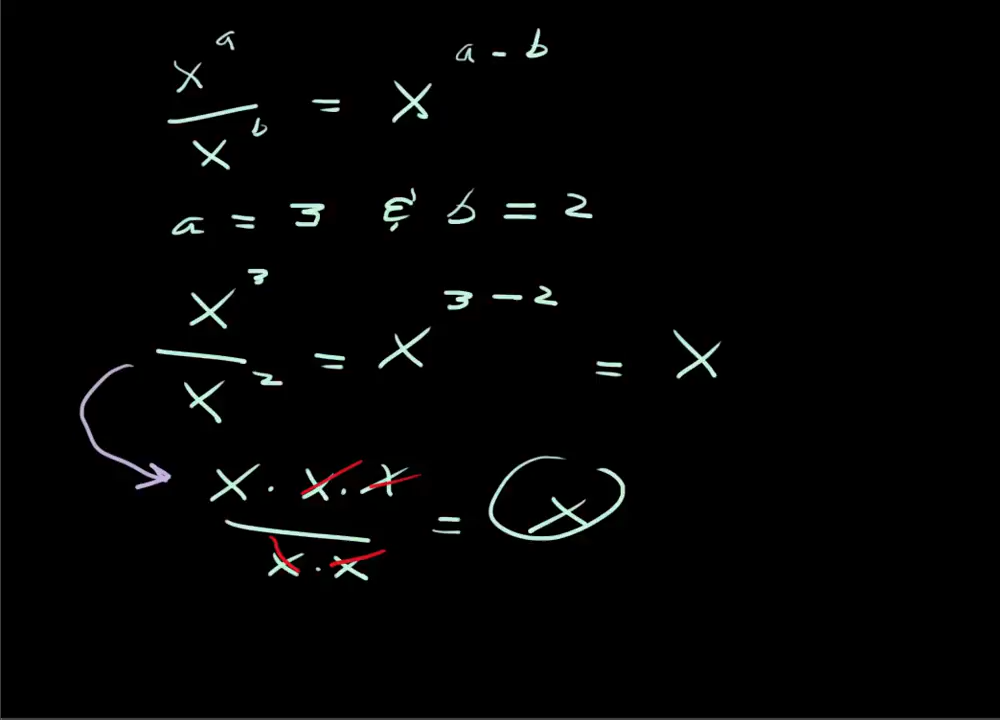 x^a / x^b = x^(a - b)
a = 3 & b = 2
x^3 / x^2 = x^(3 - 2) = x
x · x · x / x · x = x